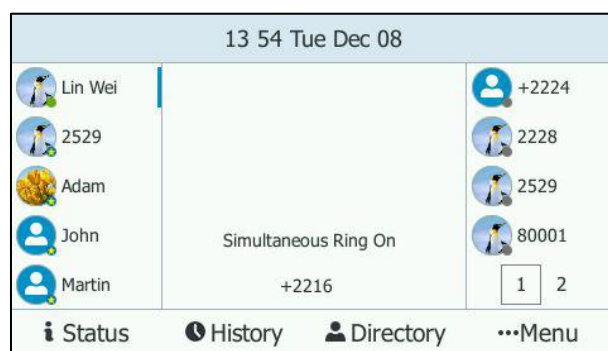 13 54 Tue Dec 08
Lin Wei
2529
Adam
John
Martin
Simultaneous Ring On
+2216
+2224
2228
2529
80001
1 2
Status History Directory •••Menu